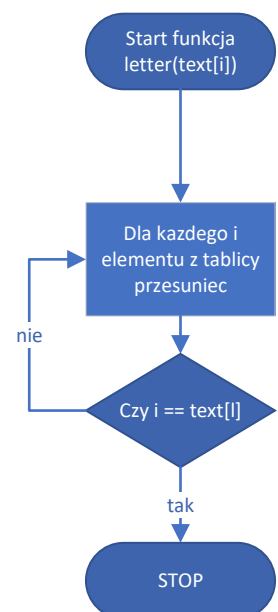 Start funkcja
letter(text[i])
Dla kazdego i
elementu z tablicy
przesuniec
nie
Czy i == text[l]
tak
STOP